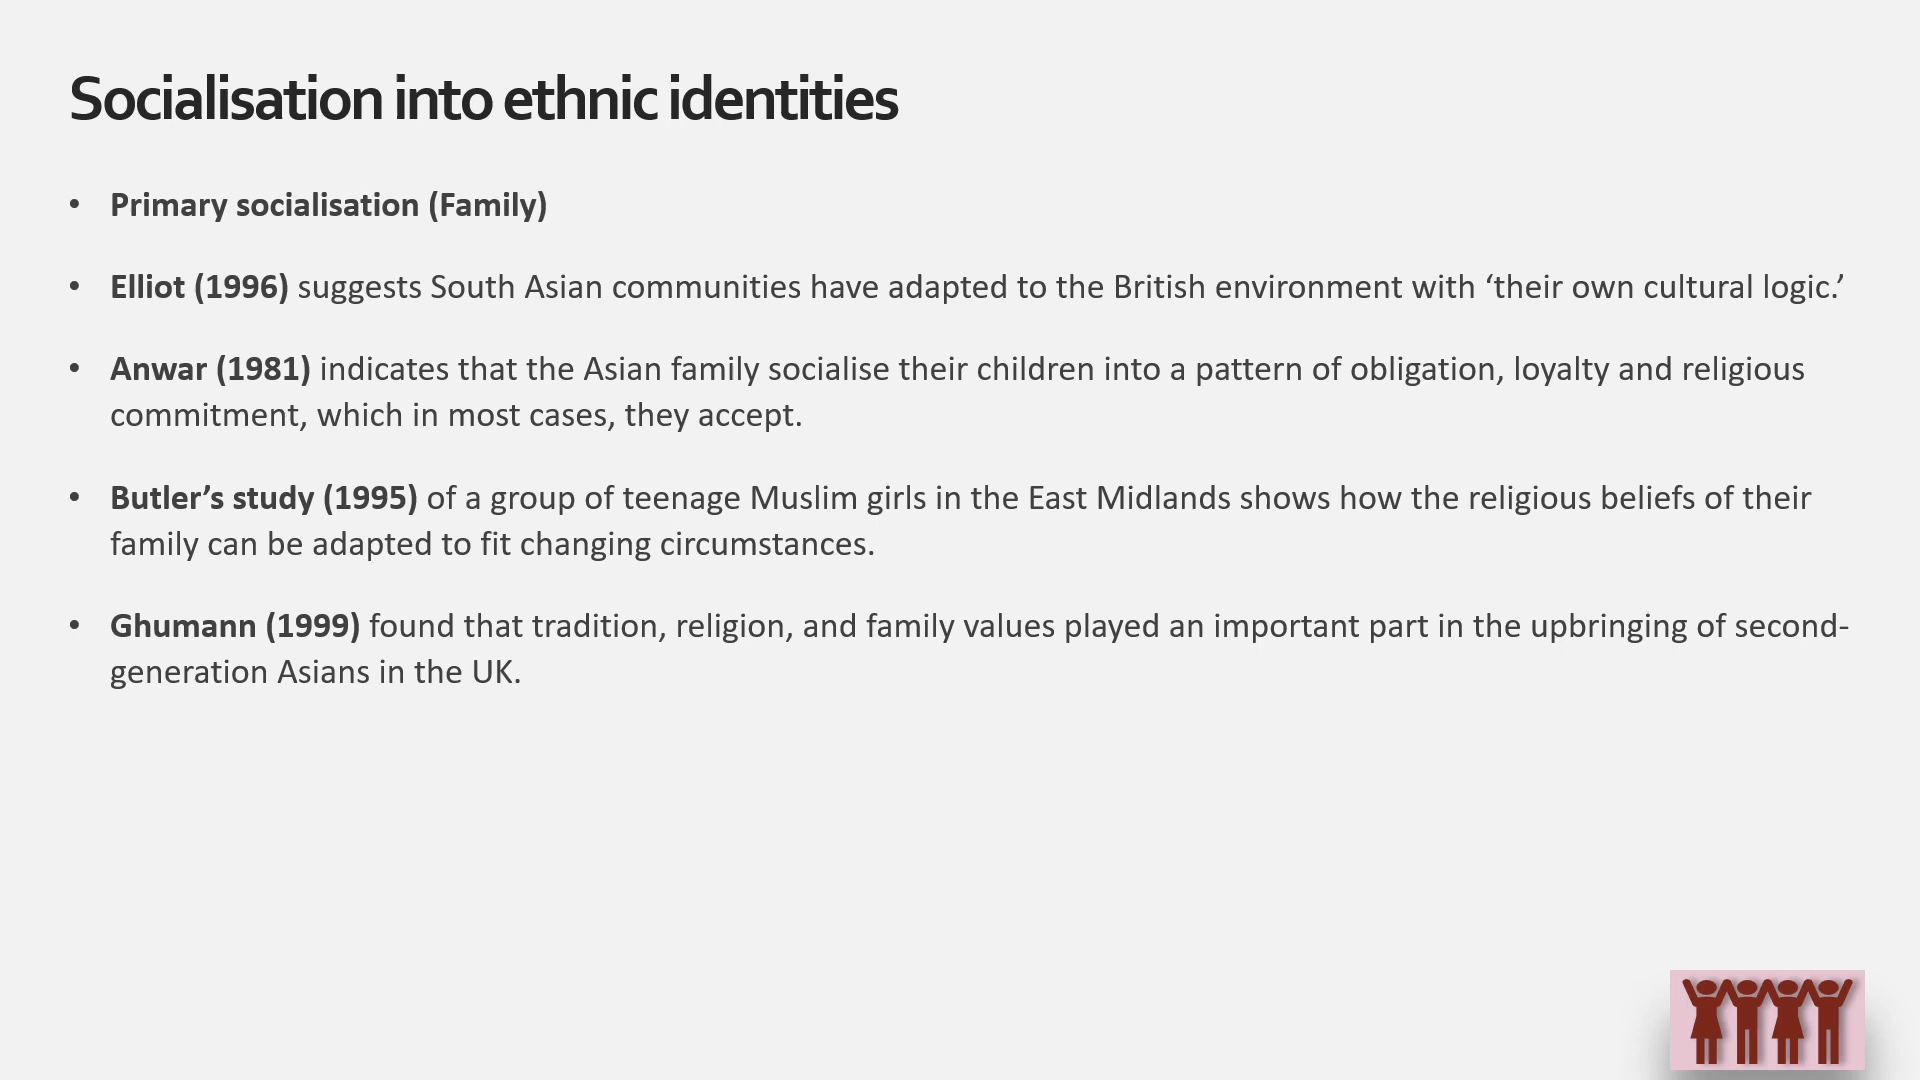 Socialisation into ethnic identities
• Primary socialisation (Family)
• Elliot (1996) suggests South Asian communities have adapted to the British environment with ‘their own cultural logic.’
• Anwar (1981) indicates that the Asian family socialise their children into a pattern of obligation, loyalty and religious
commitment, which in most cases, they accept.
• Butler’s study (1995) of a group of teenage Muslim girls in the East Midlands shows how the religious beliefs of their
family can be adapted to fit changing circumstances.
• Ghumann (1999) found that tradition, religion, and family values played an important part in the upbringing of second-
generation Asians in the UK.